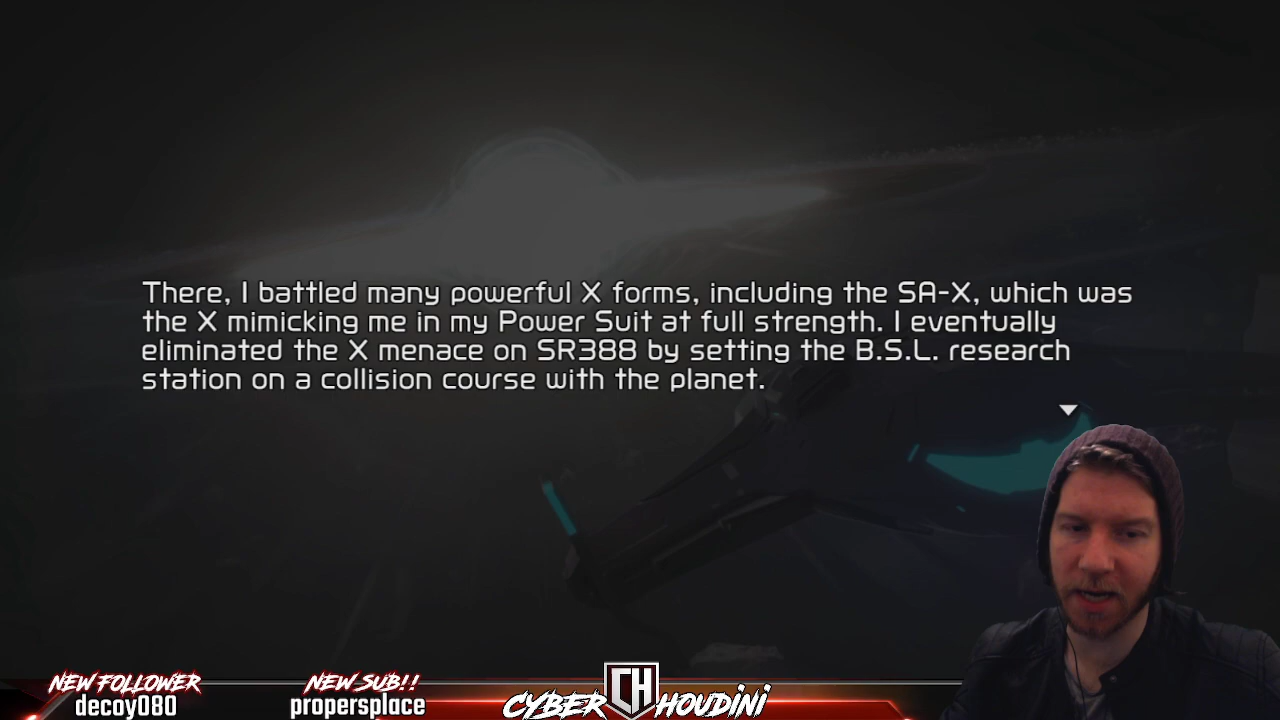 There, I battled many powerful X forms, including the SA-X, which was
the X mimicking me in my Power Suit at full strength. I eventually
eliminated the X menace on SR388 by setting the B.S.L. research
station on a collision course with the planet.
NEW FOLLOWER
decoy080
NEW SUB!!
propersplace
CYBER CH HOUDINI